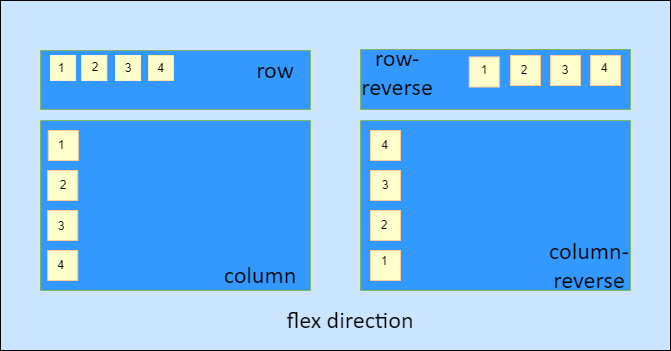 1 2 3 4 row
row-
reverse
1 2 3 4
1
2
3
4
column
4
3
2
1
column-
reverse
flex direction